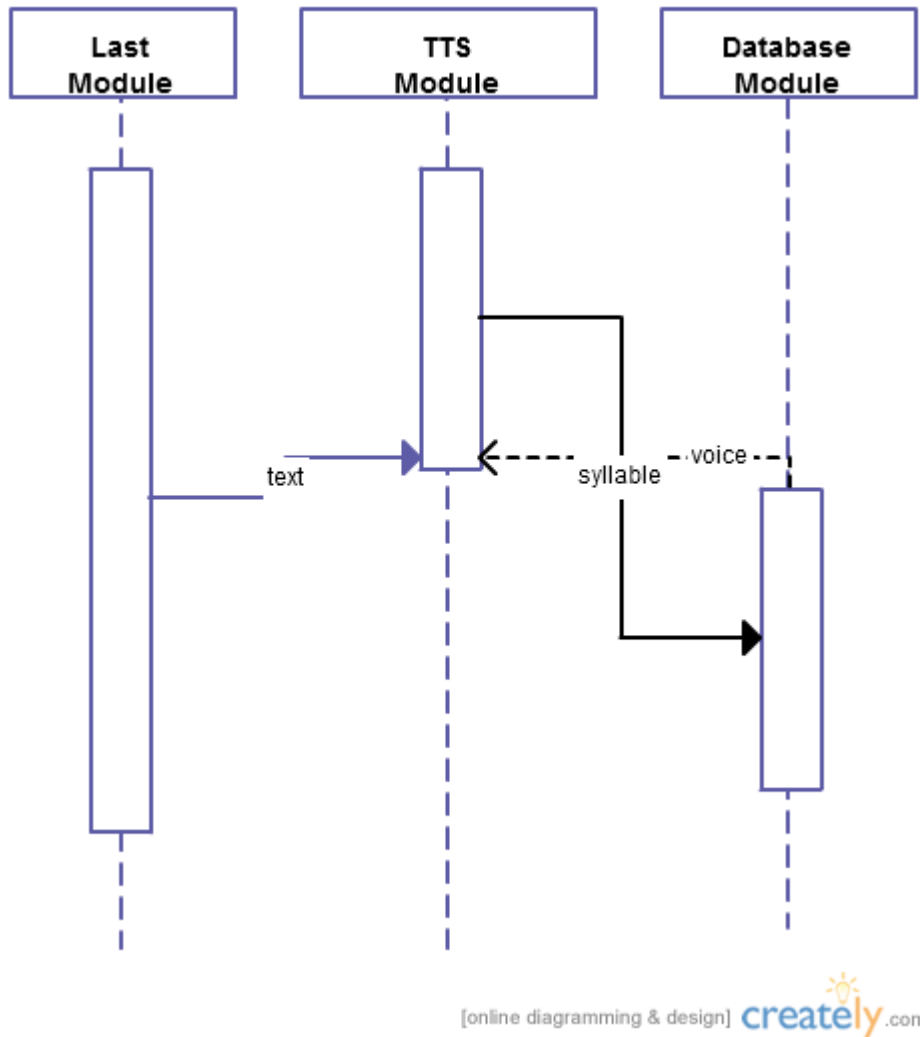 Last
Module
TTS
Module
Database
Module
voice
text
syllable
[online diagramming & design] creately.com